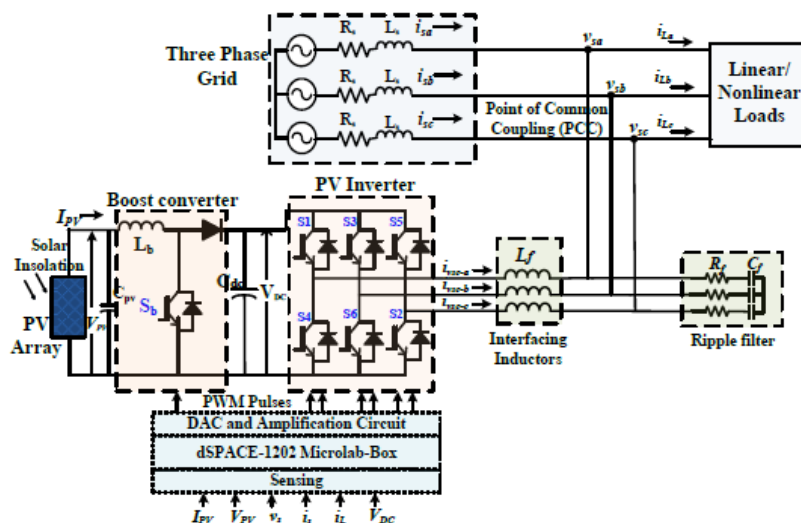 Three Phase
Grid
Rs Ls isa
Rs Ls isb
Rs Ls isc
vsa
vsb
vsc
iLa
iLb
iLc
Point of Common
Coupling (PCC)
Linear/
Nonlinear
Loads
Boost converter
PV Inverter
IPV
Solar
Insolation
PV
Array
Vpv
Cpv
Lb
Sb
Cdc
VDC
S1
S3
S5
S4
S6
S2
ivsc-a
ivsc-b
ivsc-c
Lf
Interfacing
Inductors
Rf
Cf
Ripple filter
PWM Pulses
DAC and Amplification Circuit
dSPACE-1202 Microlab-Box
Sensing
IPV VPV vs is iL VDC